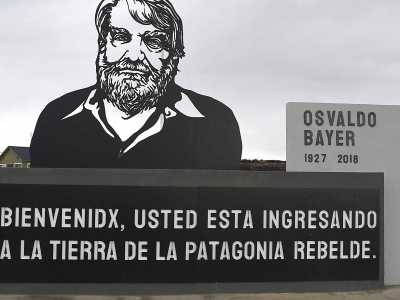 OSVALDO
BAYER
1927 2018
BIENVENIDX, USTED ESTA INGRESANDO
A LA TIERRA DE LA PATAGONIA REBELDE.